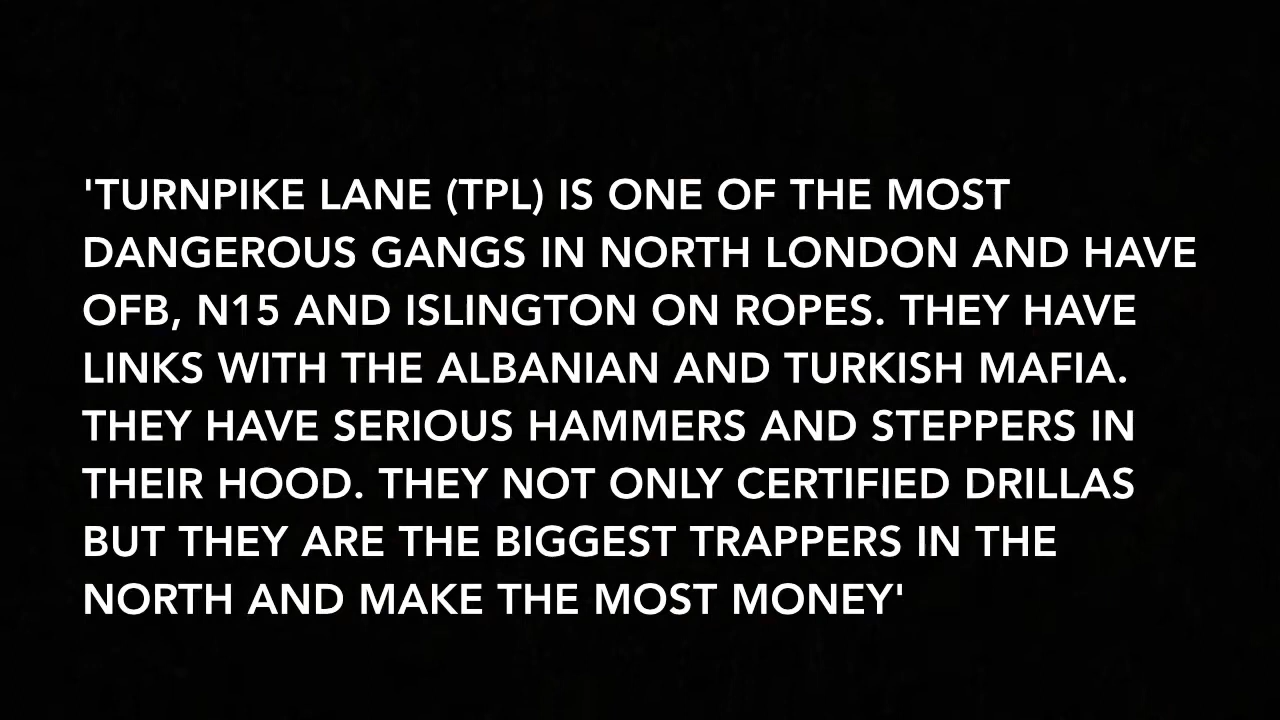 'TURNPIKE LANE (TPL) IS ONE OF THE MOST
DANGEROUS GANGS IN NORTH LONDON AND HAVE
OFB, N15 AND ISLINGTON ON ROPES. THEY HAVE
LINKS WITH THE ALBANIAN AND TURKISH MAFIA.
THEY HAVE SERIOUS HAMMERS AND STEPPERS IN
THEIR HOOD. THEY NOT ONLY CERTIFIED DRILLAS
BUT THEY ARE THE BIGGEST TRAPPERS IN THE
NORTH AND MAKE THE MOST MONEY'